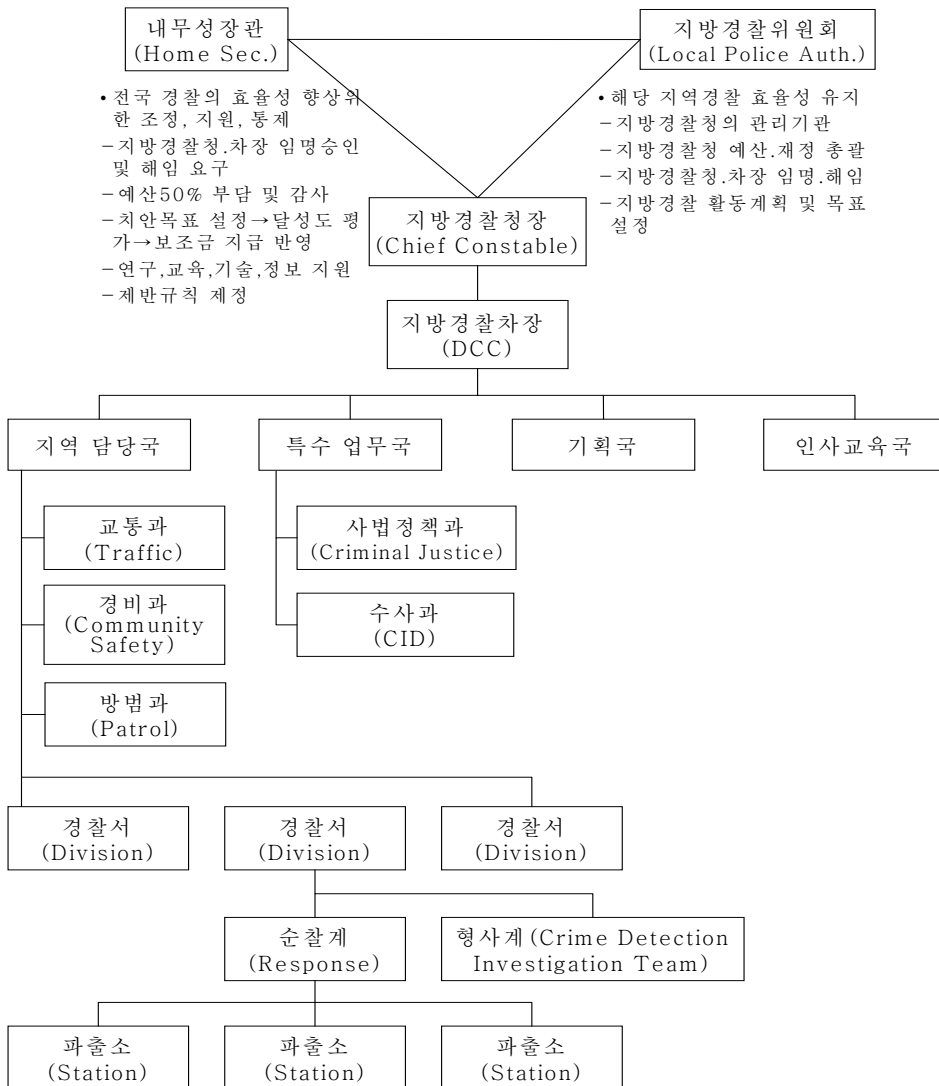 내무성장관
(Home Sec.)
지방경찰위원회
(Local Police Auth.)
• 전국 경찰의 효율성 향상위
한 조정, 지원, 통제
－지방경찰청.차장 임명승인
및 해임 요구
－예산50% 부담 및 감사
－치안목표 설정→달성도 평
가→보조금 지급 반영
－연구,교육,기술,정보 지원
－제반규칙 제정
• 해당 지역경찰 효율성 유지
－지방경찰청의 관리기관
－지방경찰청 예산.재정 총괄
－지방경찰청.차장 임명.해임
－지방경찰 활동계획 및 목표
설정
지방경찰청장
(Chief Constable)
지방경찰차장
(DCC)
지역 담당국
특수 업무국
기획국
인사교육국
교통과
(Traffic)
사법정책과
(Criminal Justice)
경비과
(Community
Safety)
수사과
(CID)
방범과
(Patrol)
경찰서
(Division)
경찰서
(Division)
경찰서
(Division)
순찰계
(Response)
형사계(Crime Detection
Investigation Team)
파출소
(Station)
파출소
(Station)
파출소
(Station)